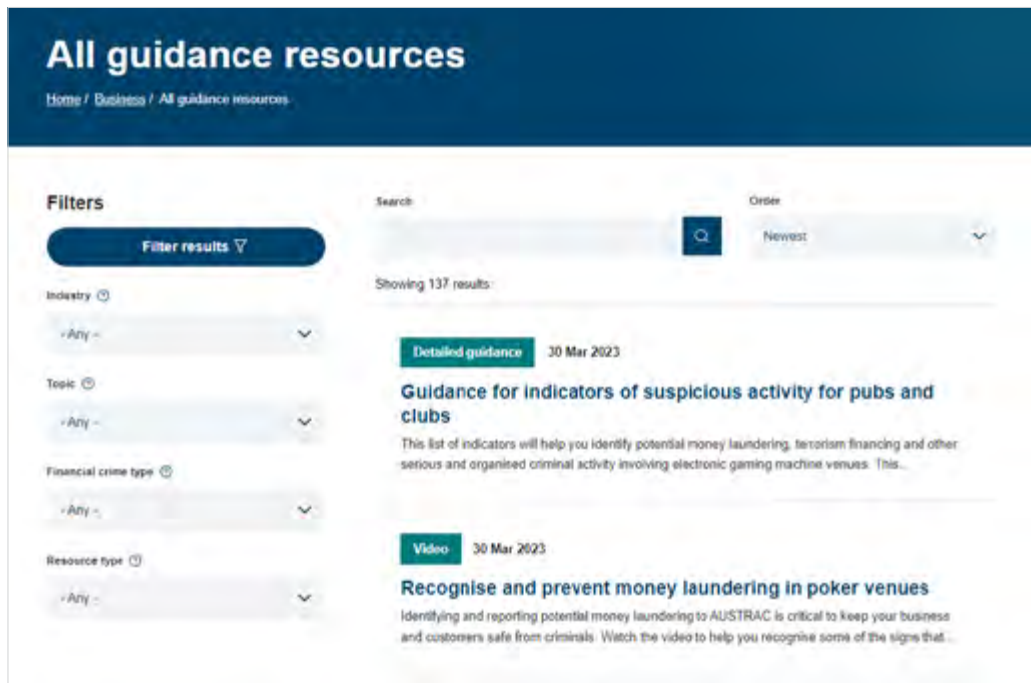 All guidance resources
Home / Business / All guidance resources
Filters
Filter results
Industry
- Any -
Topic
- Any -
Financial crime type
- Any -
Resource type
- Any -
Search
Order
Newest
Showing 137 results
Detailed guidance 30 Mar 2023
Guidance for indicators of suspicious activity for pubs and
clubs
This list of indicators will help you identify potential money laundering, terrorism financing and other
serious and organised criminal activity involving electronic gaming machine venues. This...
Video 30 Mar 2023
Recognise and prevent money laundering in poker venues
Identifying and reporting potential money laundering to AUSTRAC is critical to keep your business
and customers safe from criminals. Watch the video to help you recognise some of the signs that...